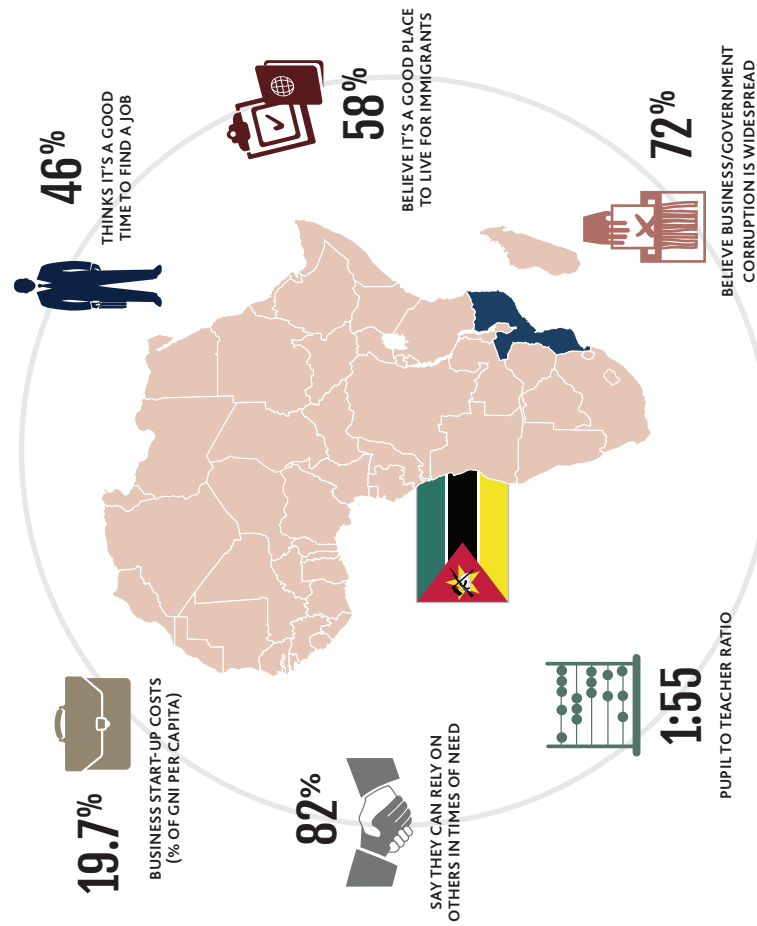 19.7%
BUSINESS START-UP COSTS
(% OF GNI PER CAPITA)
46%
THINKS IT'S A GOOD
TIME TO FIND A JOB
82%
SAY THEY CAN RELY ON
OTHERS IN TIMES OF NEED
58%
BELIEVE IT'S A GOOD PLACE
TO LIVE FOR IMMIGRANTS
1:55
PUPIL TO TEACHER RATIO
72%
BELIEVE BUSINESS/GOVERNMENT
CORRUPTION IS WIDESPREAD